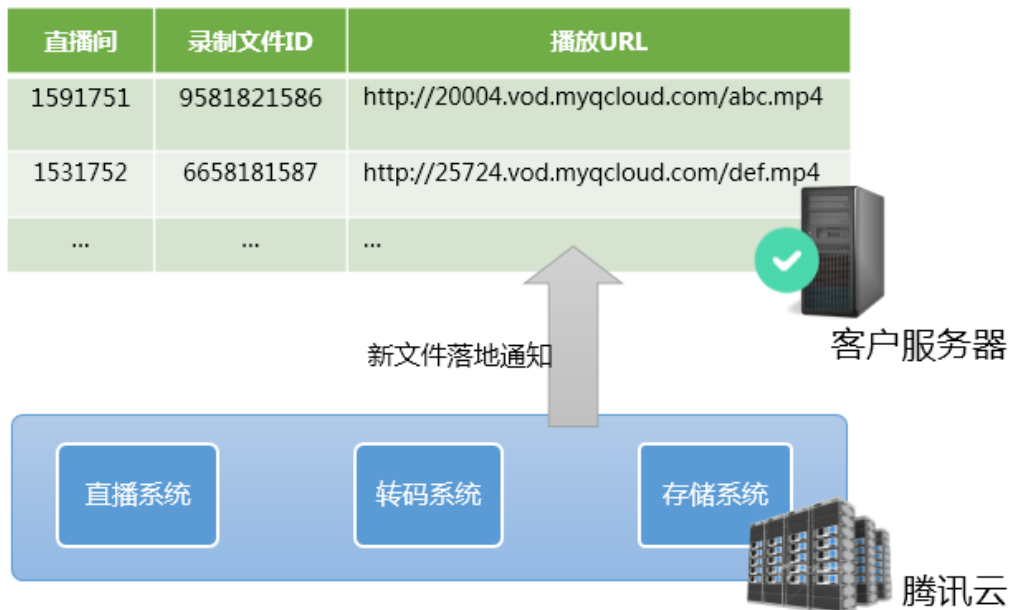 直播间 录制文件ID 播放URL
1591751 9581821586 http://20004.vod.myqcloud.com/abc.mp4
1531752 6658181587 http://25724.vod.myqcloud.com/def.mp4
... ... ...
客户服务器
新文件落地通知
直播系统 转码系统 存储系统
腾讯云